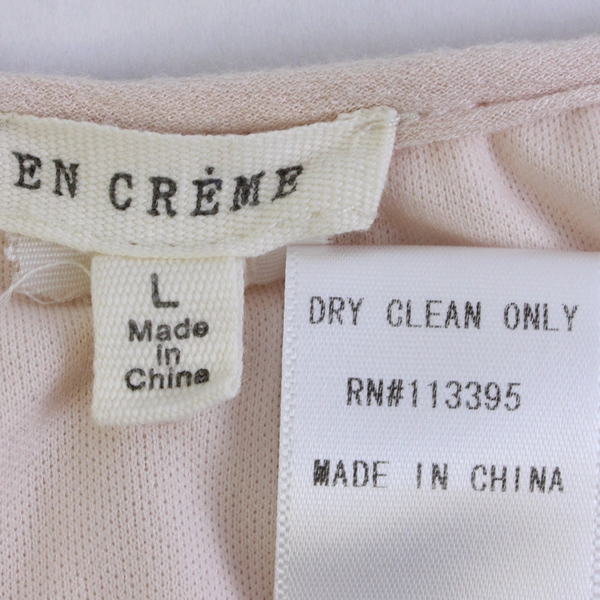 EN CRÈME
L
Made
in
China
DRY CLEAN ONLY
RN#113395
MADE IN CHINA